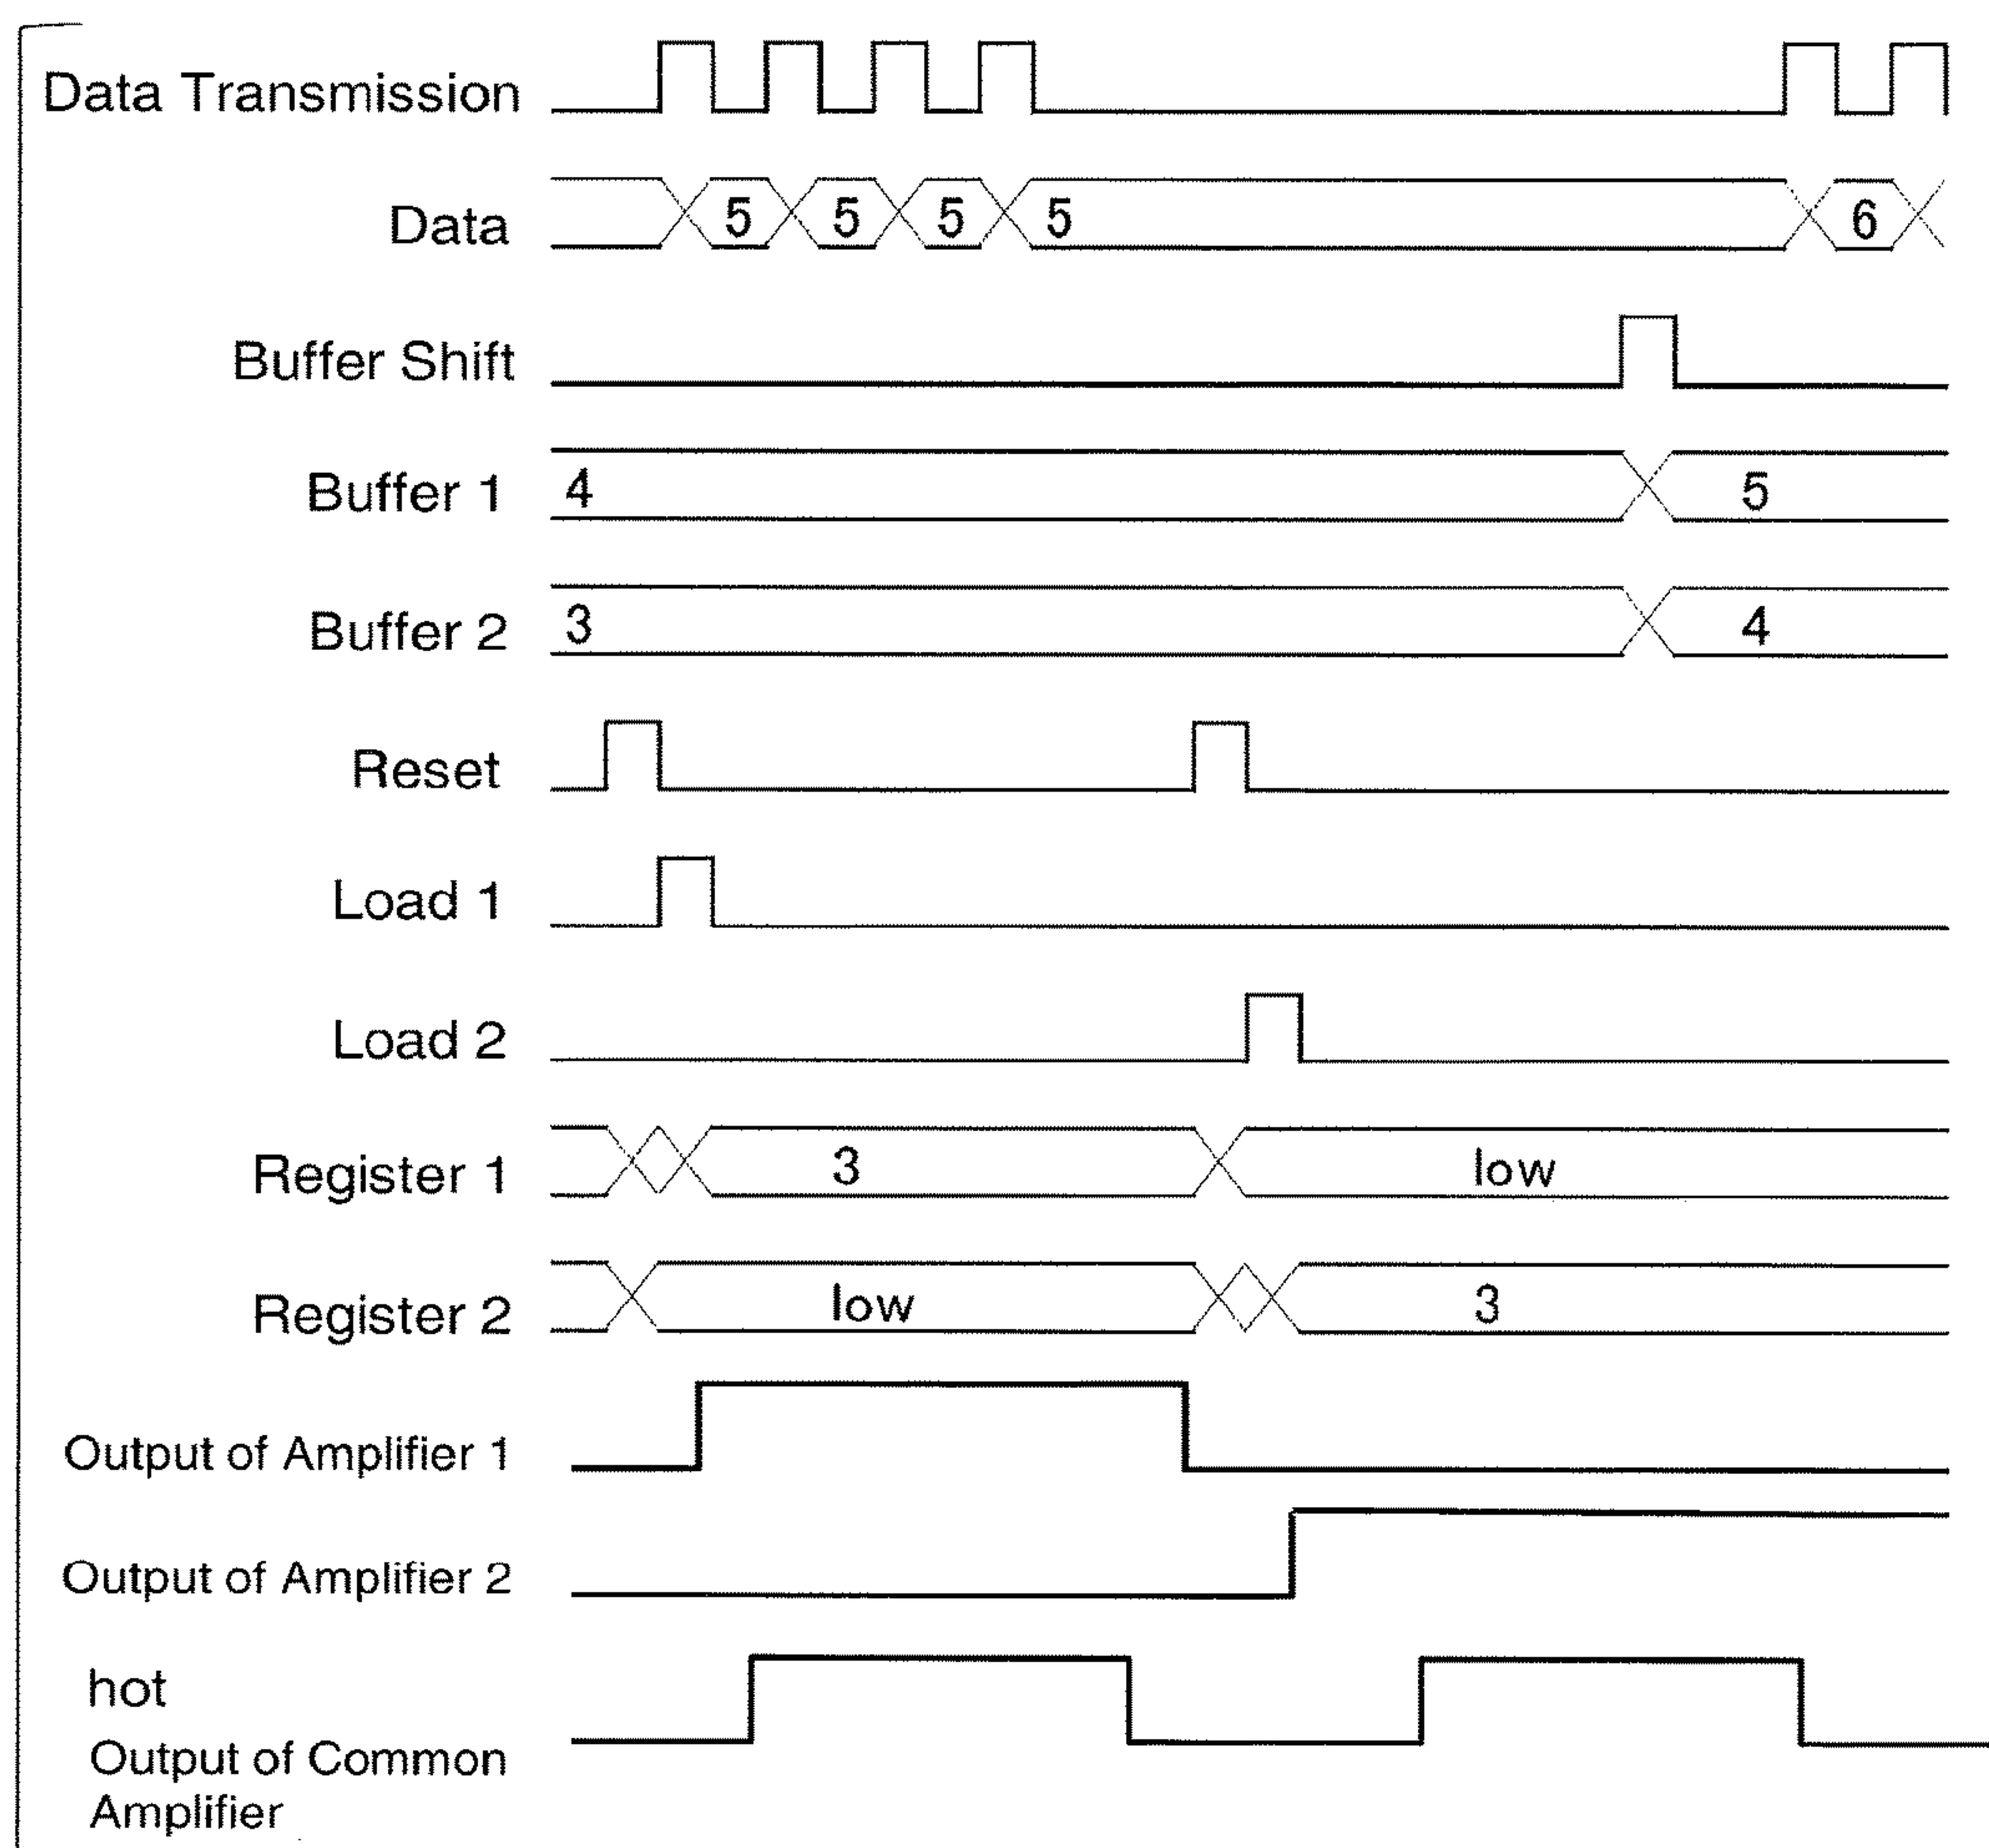 Data Transmission
Data 5 5 5 5 6
Buffer Shift
Buffer 1 4 5
Buffer 2 3 4
Reset
Load 1
Load 2
Register 1 3 low
Register 2 low 3
Output of Amplifier 1
Output of Amplifier 2
hot
Output of Common
Amplifier